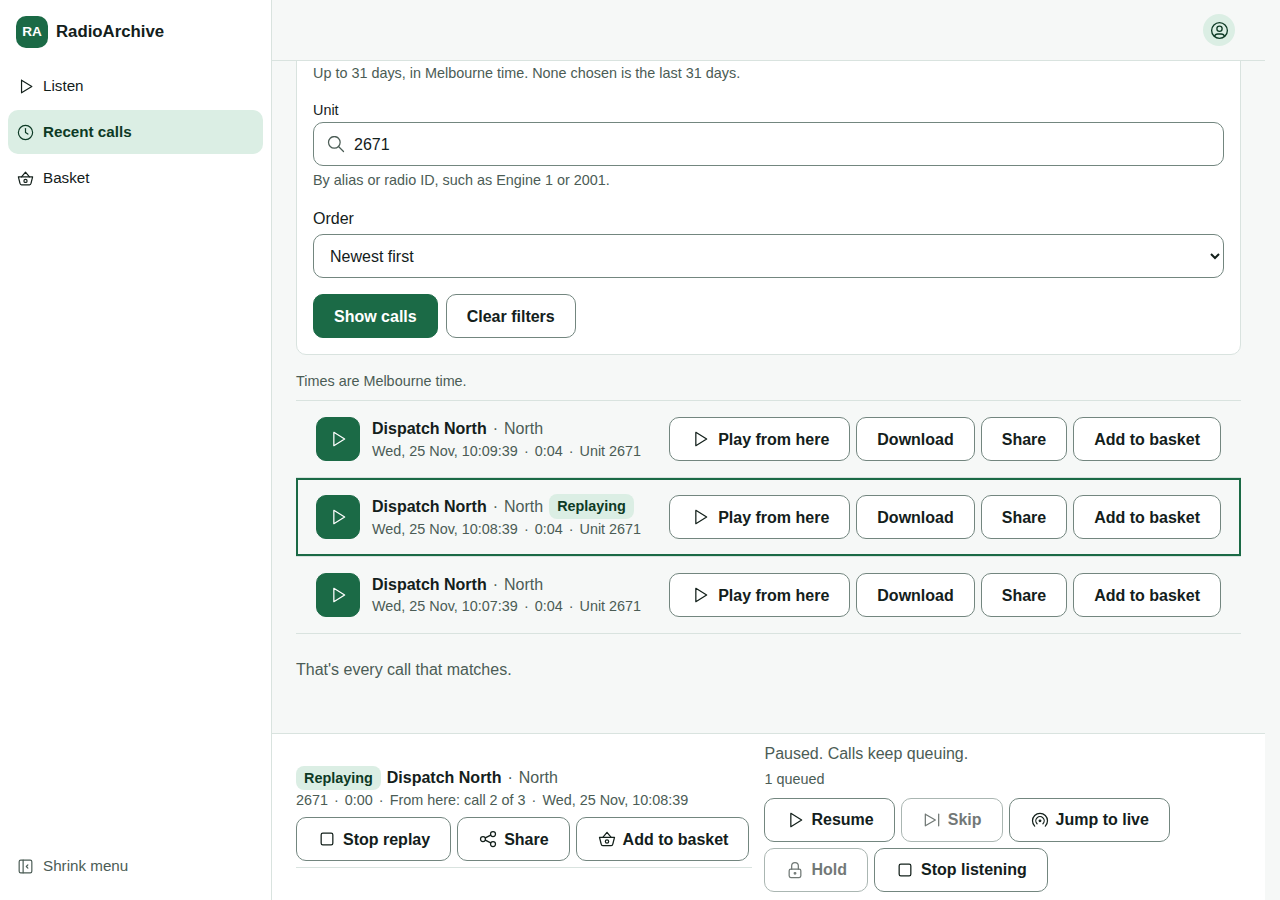 RA RadioArchive
Listen
Recent calls
Basket
Shrink menu
Up to 31 days, in Melbourne time. None chosen is the last 31 days.
Unit
2671
By alias or radio ID, such as Engine 1 or 2001.
Order
Newest first
Show calls Clear filters
Times are Melbourne time.
Dispatch North · North
Wed, 25 Nov, 10:09:39 · 0:04 · Unit 2671
Play from here Download Share Add to basket
Dispatch North · North Replaying
Wed, 25 Nov, 10:08:39 · 0:04 · Unit 2671
Play from here Download Share Add to basket
Dispatch North · North
Wed, 25 Nov, 10:07:39 · 0:04 · Unit 2671
Play from here Download Share Add to basket
That's every call that matches.
Replaying Dispatch North · North
2671 · 0:00 · From here: call 2 of 3 · Wed, 25 Nov, 10:08:39
Stop replay Share Add to basket
Paused. Calls keep queuing.
1 queued
Resume Skip Jump to live
Hold Stop listening